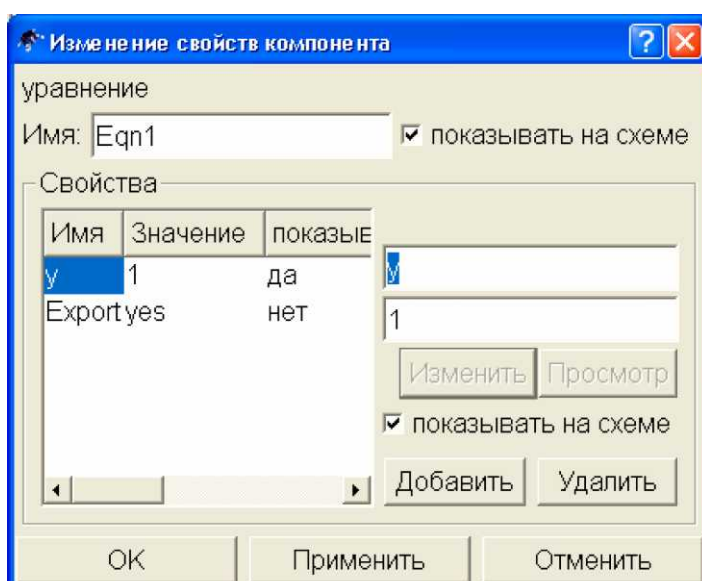 Изменение свойств компонента
уравнение
Имя: Eqn1 показывать на схеме
Свойства
Имя Значение показыв
y 1 да
Export yes нет
y
1
Изменить Просмотр
показывать на схеме
Добавить Удалить
OK Применить Отменить